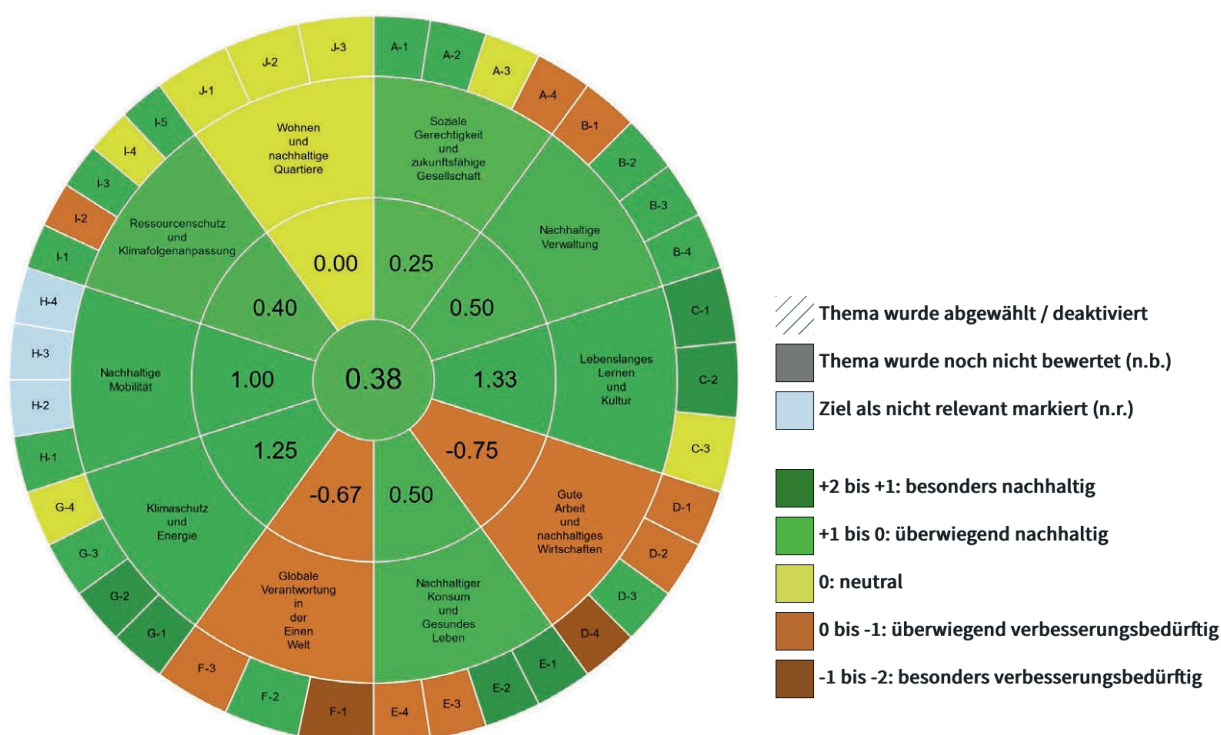 J-3
A-1
J-2
A-2
J-1
A-3
A-4
B-1
I-5
B-2
I-4
B-3
I-3
B-4
I-2
C-1
I-1
C-2
H-4
C-3
H-3
D-1
H-2
D-2
H-1
D-3
G-4
D-4
G-3
E-1
G-2
E-2
G-1
E-3
F-3
E-4
F-2
F-1
Wohnen
und
nachhaltige
Quartiere
0.00
Soziale
Gerechtigkeit
und
zukunftsfähige
Gesellschaft
0.25
Nachhaltige
Verwaltung
0.50
Lebenslanges
Lernen
und
Kultur
1.33
Gute
Arbeit
und
nachhaltiges
Wirtschaften
-0.75
Nachhaltiger
Konsum
und
Gesundes
Leben
0.50
Globale
Verantwortung
in
der
Einen
Welt
-0.67
Klimaschutz
und
Energie
1.25
Nachhaltige
Mobilität
1.00
Ressourcenschutz
und
Klimafolgenanpassung
0.40
0.38
Thema wurde abgewählt / deaktiviert
Thema wurde noch nicht bewertet (n.b.)
Ziel als nicht relevant markiert (n.r.)
+2 bis +1: besonders nachhaltig
+1 bis 0: überwiegend nachhaltig
0: neutral
0 bis -1: überwiegend verbesserungsbedürftig
-1 bis -2: besonders verbesserungsbedürftig